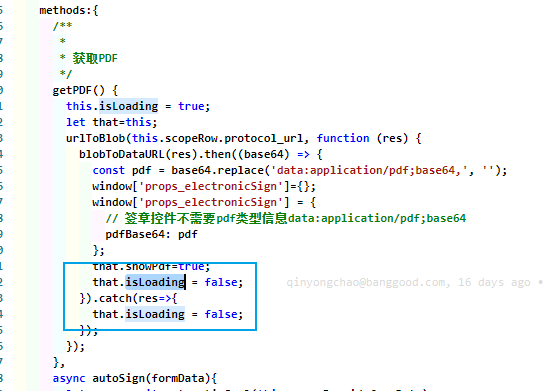 methods:{
/**
*
* 获取PDF
*/
getPDF() {
this.isLoading = true;
let that=this;
urlToBlob(this.scopeRow.protocol_url, function (res) {
blobToDataURL(res).then((base64) => {
const pdf = base64.replace('data:application/pdf;base64,', '');
window['props_electronicSign']={};
window['props_electronicSign'] = {
// 签章控件不需要pdf类型信息data:application/pdf;base64
pdfBase64: pdf
};
that.showPdf=true;
that.isLoading = false; qinyongchao@banggood.com, 16 days ago •
}).catch(res=>{
that.isLoading = false;
});
});
},
async autoSign(formData){